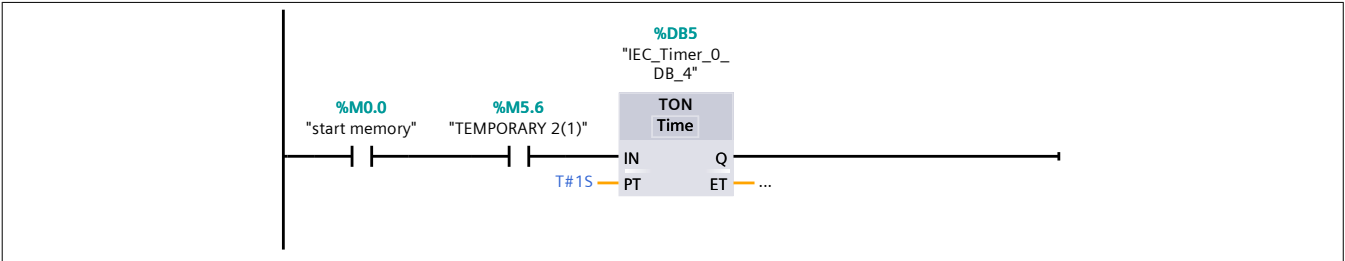 %DB5
"IEC_Timer_0_
DB_4"
%M0.0
"start memory"
%M5.6
"TEMPORARY 2(1)"
TON
Time
IN
Q
T#1S
PT
ET
...